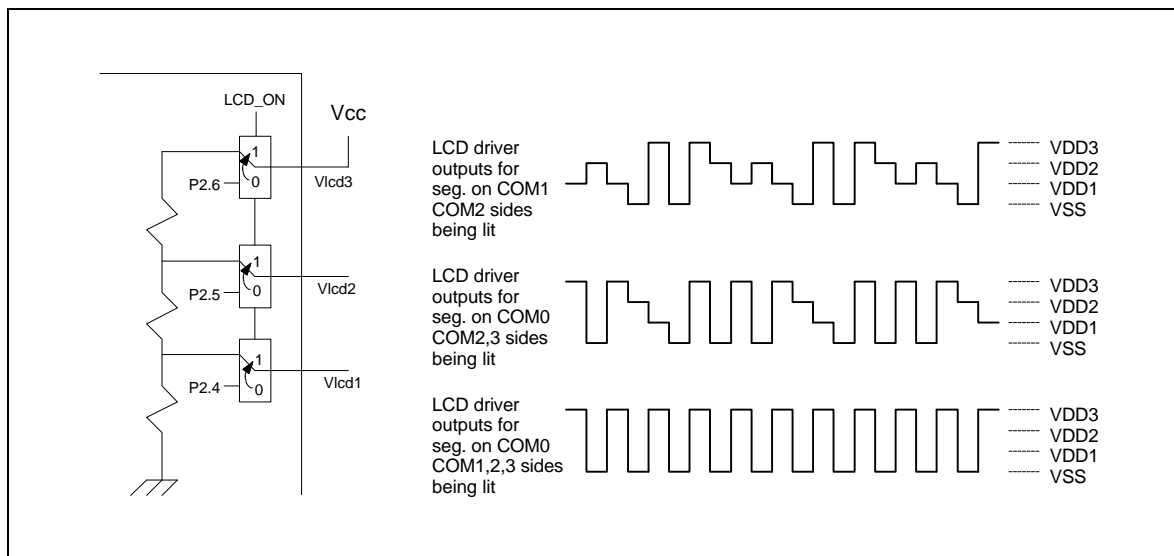 LCD_ON
Vcc
1
P2.6
0
Vlcd3
1
P2.5
0
Vlcd2
1
P2.4
0
Vlcd1
LCD driver
outputs for
seg. on COM1
COM2 sides
being lit
VDD3
VDD2
VDD1
VSS
LCD driver
outputs for
seg. on COM0
COM2,3 sides
being lit
VDD3
VDD2
VDD1
VSS
LCD driver
outputs for
seg. on COM0
COM1,2,3 sides
being lit
VDD3
VDD2
VDD1
VSS